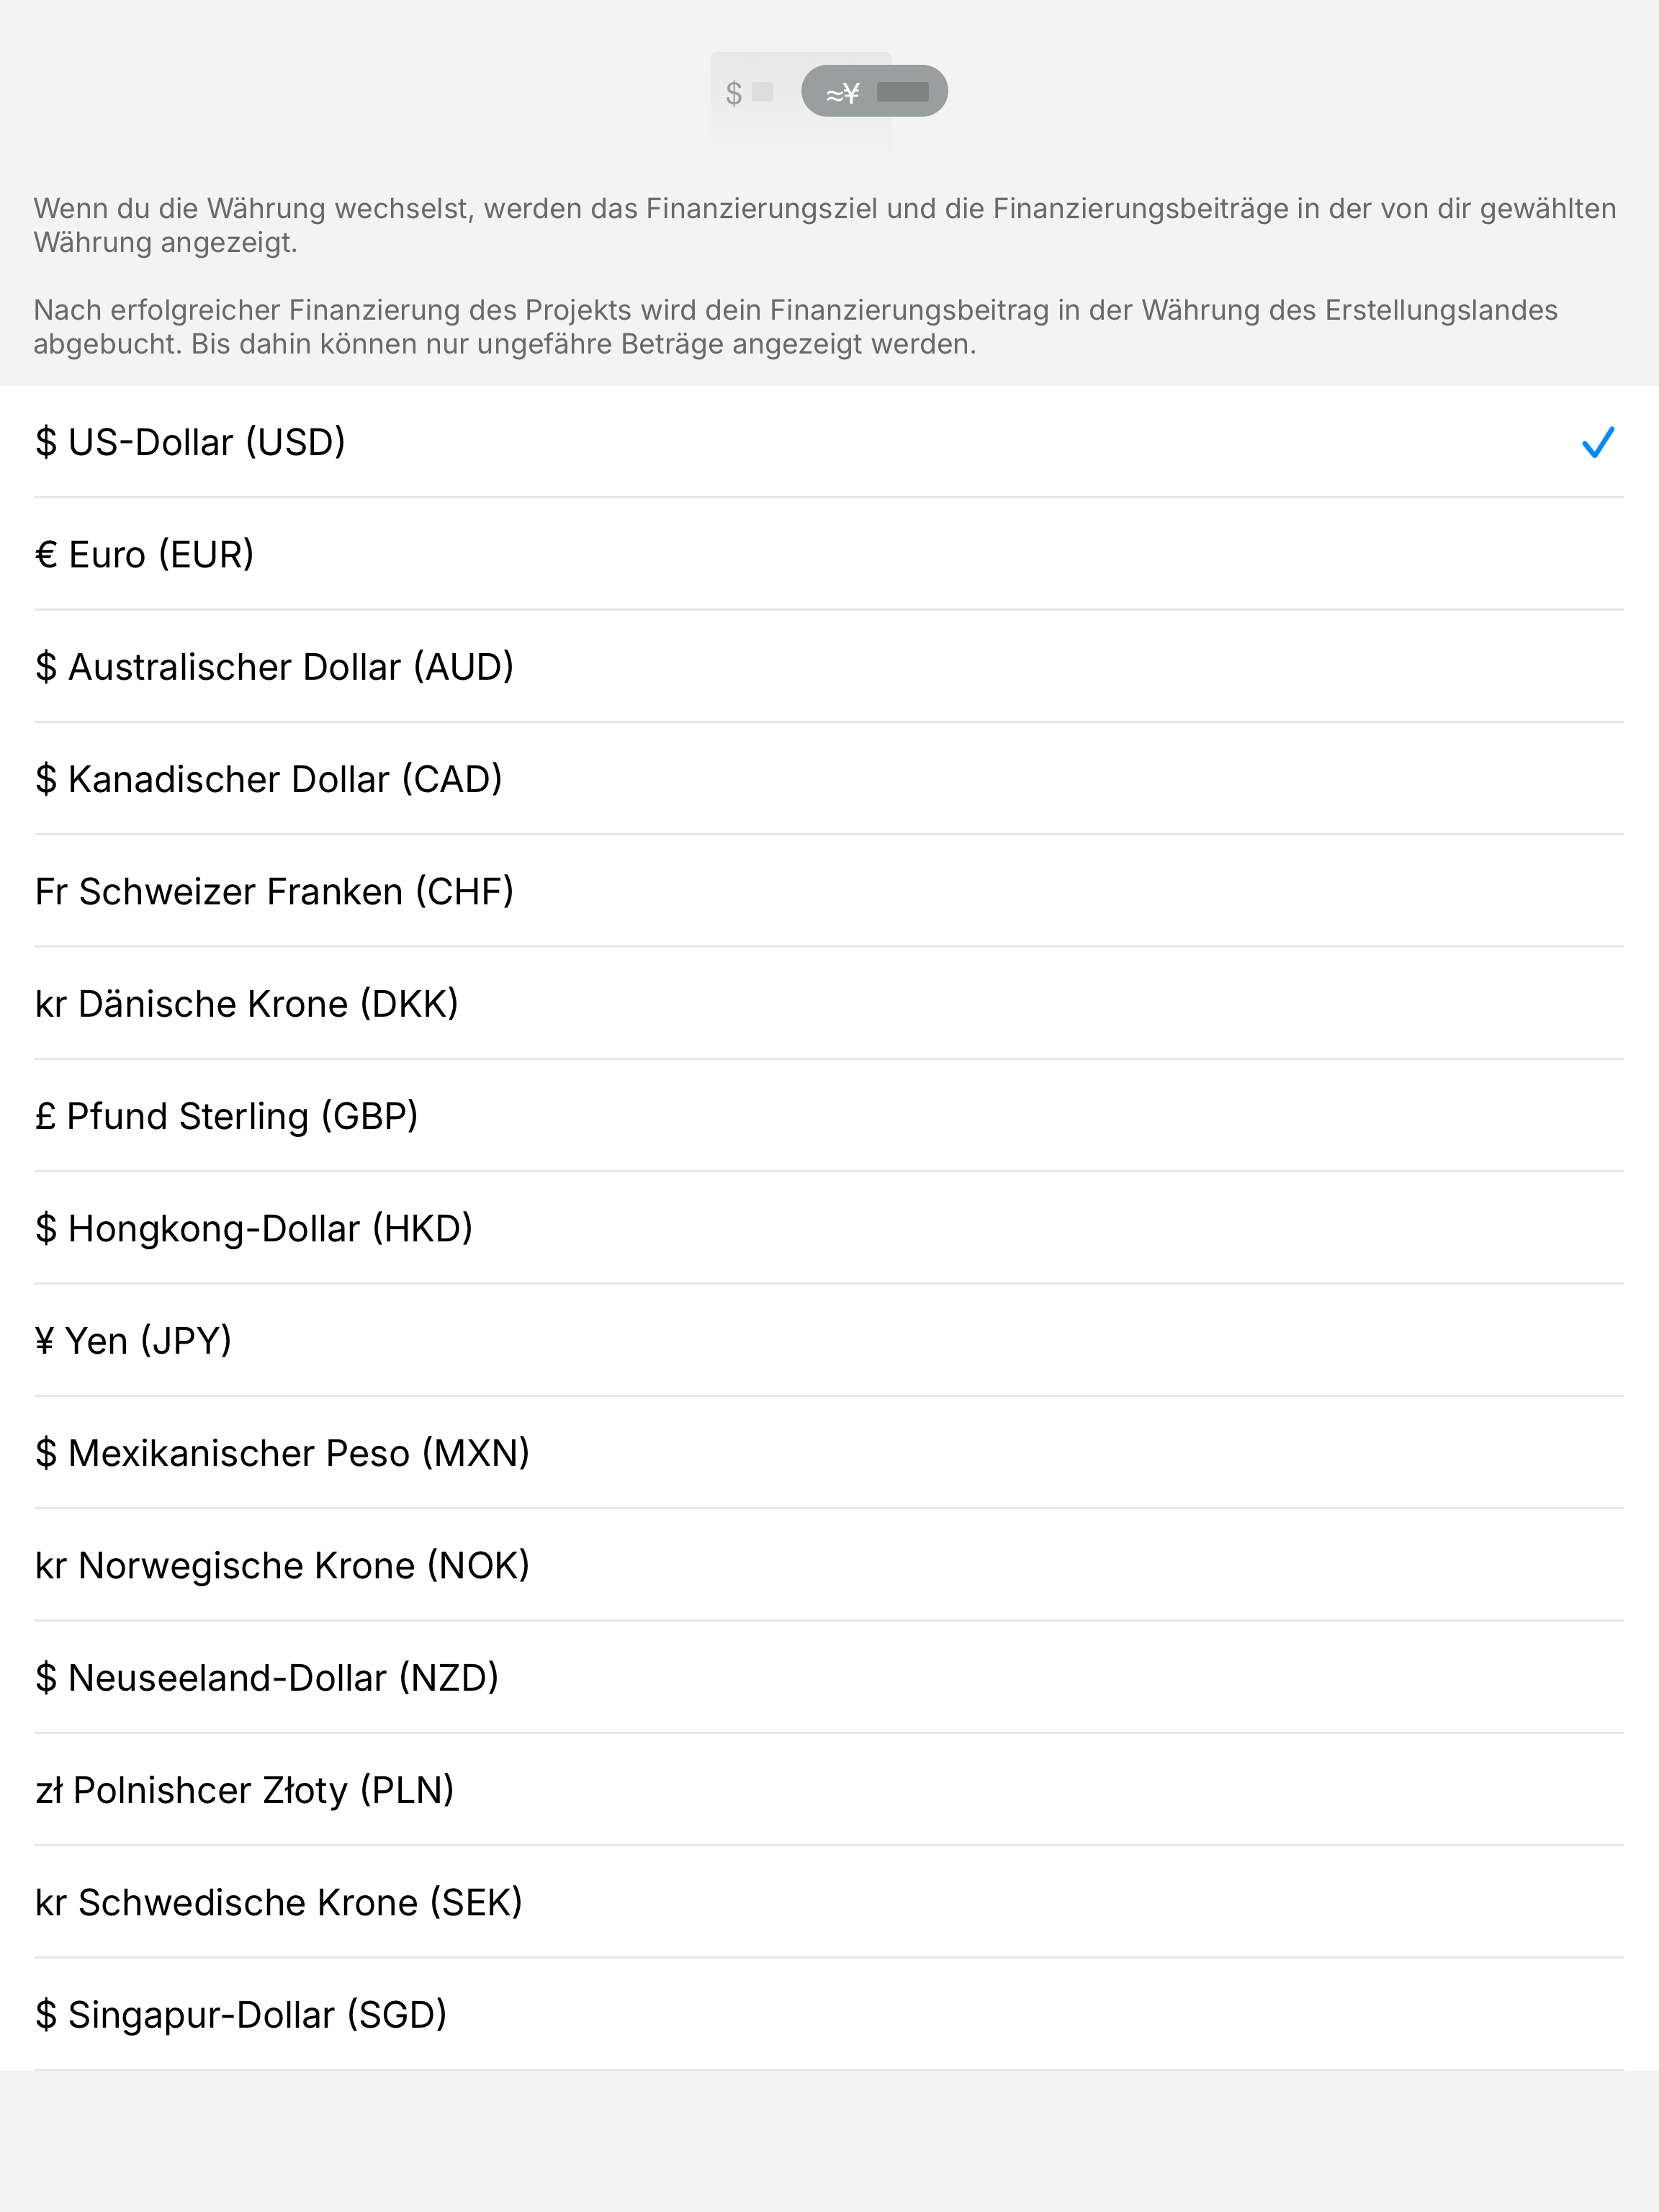 $ ≈¥
Wenn du die Währung wechselst, werden das Finanzierungsziel und die Finanzierungsbeiträge in der von dir gewählten
Währung angezeigt.
Nach erfolgreicher Finanzierung des Projekts wird dein Finanzierungsbeitrag in der Währung des Erstellungslandes
abgebucht. Bis dahin können nur ungefähre Beträge angezeigt werden.
$ US-Dollar (USD)
€ Euro (EUR)
$ Australischer Dollar (AUD)
$ Kanadischer Dollar (CAD)
Fr Schweizer Franken (CHF)
kr Dänische Krone (DKK)
£ Pfund Sterling (GBP)
$ Hongkong-Dollar (HKD)
¥ Yen (JPY)
$ Mexikanischer Peso (MXN)
kr Norwegische Krone (NOK)
$ Neuseeland-Dollar (NZD)
zł Polnishcer Złoty (PLN)
kr Schwedische Krone (SEK)
$ Singapur-Dollar (SGD)